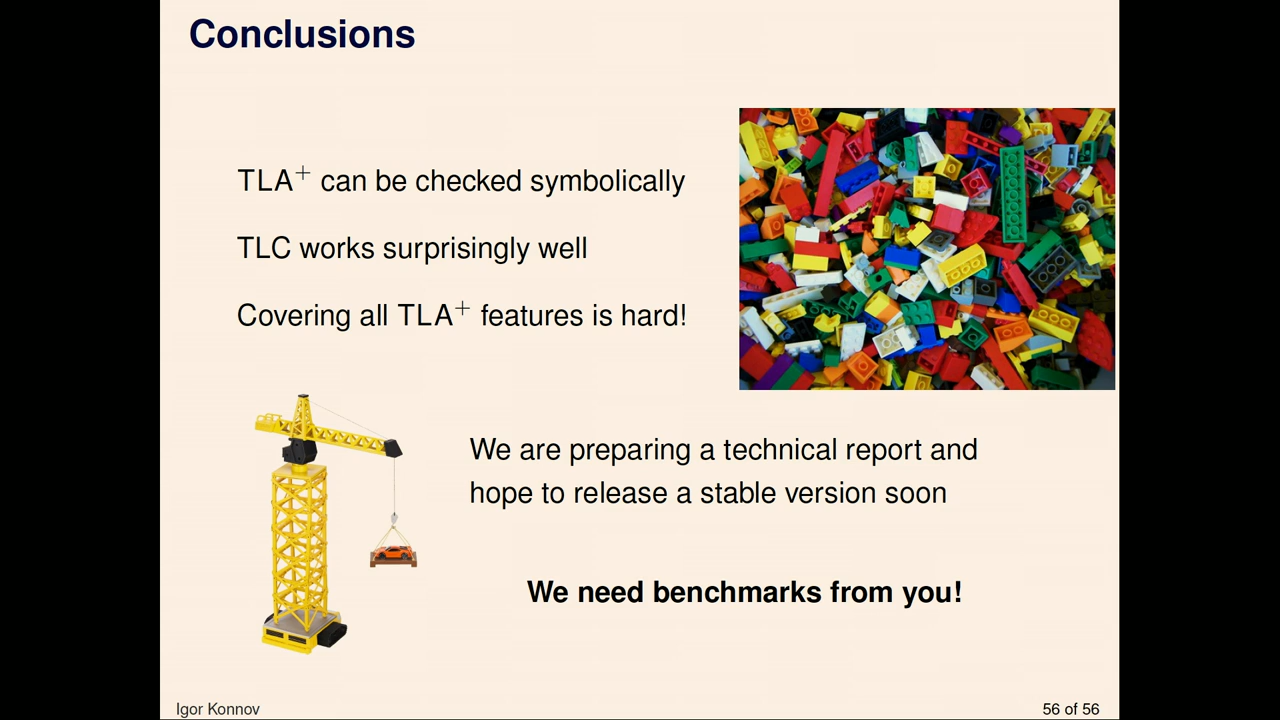 Conclusions
TLA+ can be checked symbolically
TLC works surprisingly well
Covering all TLA+ features is hard!
We are preparing a technical report and
hope to release a stable version soon
We need benchmarks from you!
Igor Konnov
56 of 56